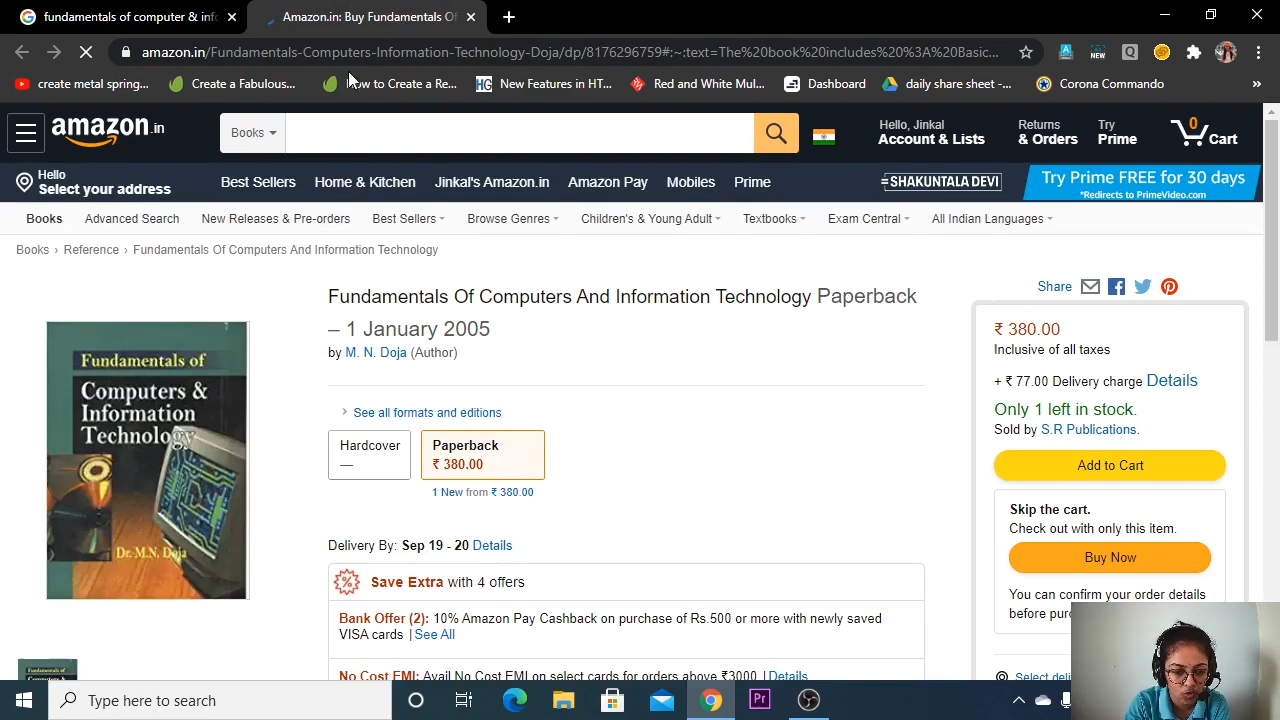 fundamentals of computer & info
Amazon.in: Buy Fundamentals Of
amazon.in/Fundamentals-Computers-Information-Technology-Doja/dp/8176296759#:~:text=The%20book%20includes%20%3A%20Basic...
create metal spring...
Create a Fabulous...
How to Create a Re...
HG
New Features in HT...
Red and White Mul...
Dashboard
daily share sheet -...
Corona Commando
NEW
»
amazon.in
Books
Hello, Jinkal
Account & Lists
Returns
& Orders
Try
Prime
0
Cart
Hello
Select your address
Best Sellers
Home & Kitchen
Jinkal's Amazon.in
Amazon Pay
Mobiles
Prime
SHAKUNTALA DEVI
Try Prime FREE for 30 days
*Redirects to PrimeVideo.com
Books
Advanced Search
New Releases & Pre-orders
Best Sellers
Browse Genres
Children's & Young Adult
Textbooks
Exam Central
All Indian Languages
Books › Reference › Fundamentals Of Computers And Information Technology
Fundamentals of
Computers &
Information
Technology
Dr. M.N. Doja
Fundamentals Of Computers And Information Technology Paperback
– 1 January 2005
by M. N. Doja (Author)
See all formats and editions
Hardcover
—
Paperback
₹ 380.00
1 New from ₹ 380.00
Delivery By: Sep 19 - 20 Details
Save Extra with 4 offers
Bank Offer (2): 10% Amazon Pay Cashback on purchase of Rs.500 or more with newly saved
VISA cards | See All
No Cost EMI: Avail No Cost EMI on select cards for orders above ₹3000 | Details
Share
₹ 380.00
Inclusive of all taxes
+ ₹ 77.00 Delivery charge Details
Only 1 left in stock.
Sold by S.R Publications.
Add to Cart
Skip the cart.
Check out with only this item.
Buy Now
You can confirm your order details
before
Select
Type here to search
Pr